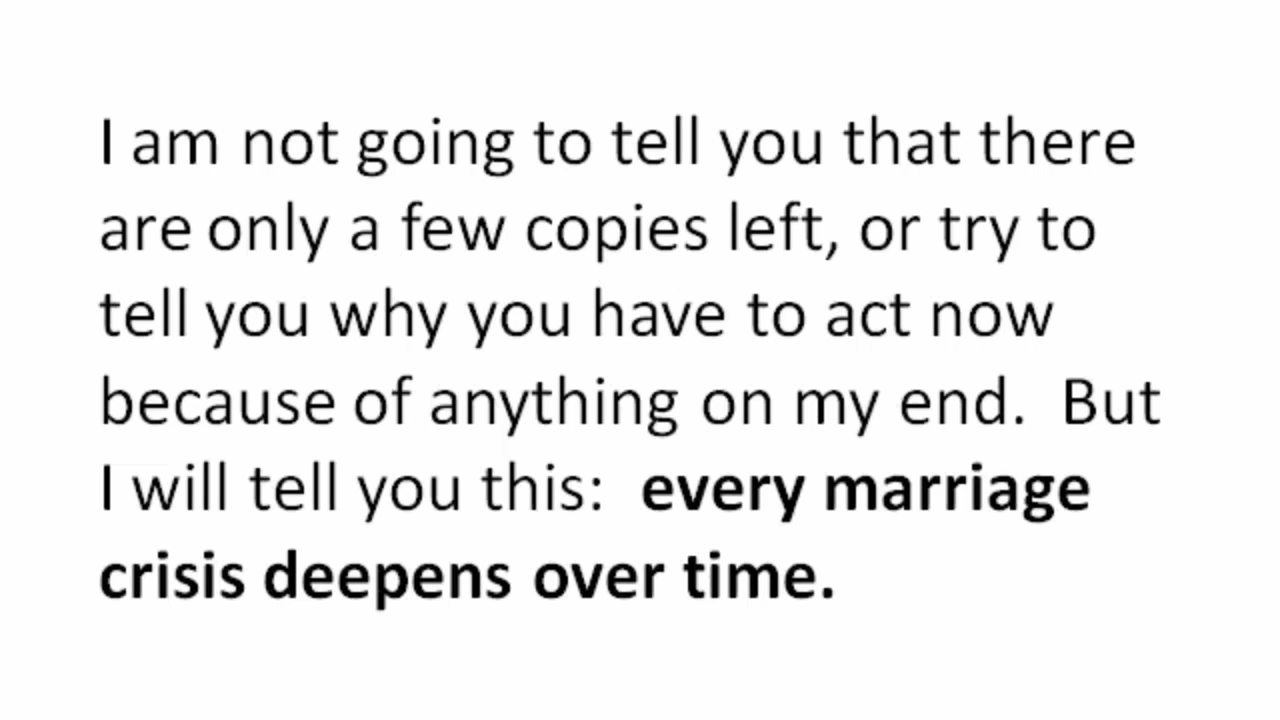 I am not going to tell you that there
are only a few copies left, or try to
tell you why you have to act now
because of anything on my end.  But
I will tell you this:  every marriage
crisis deepens over time.